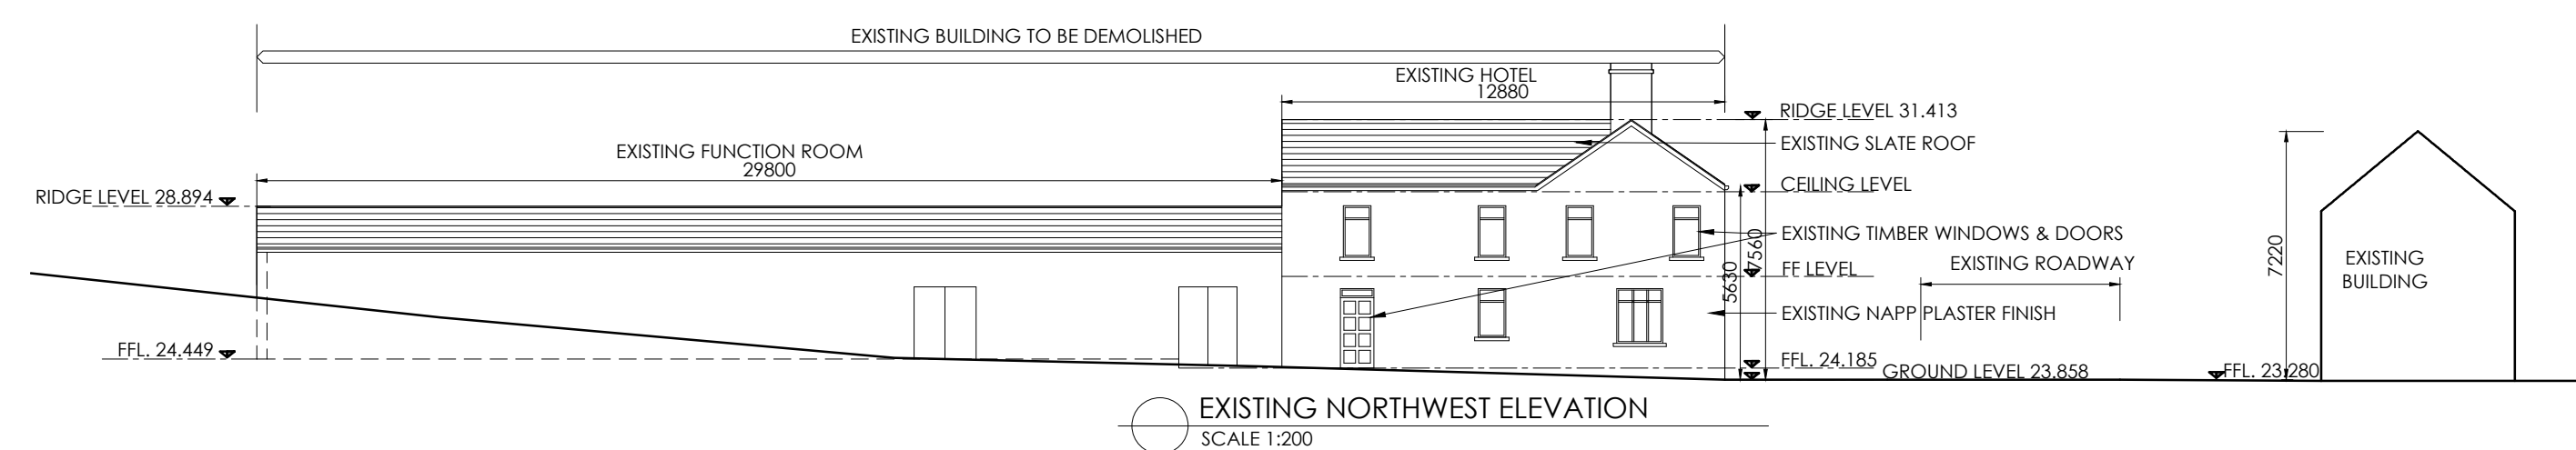 EXISTING BUILDING TO BE DEMOLISHED
EXISTING HOTEL
12880
RIDGE LEVEL 31.413
EXISTING SLATE ROOF
EXISTING FUNCTION ROOM
29800
CEILING LEVEL
RIDGE LEVEL 28.894
EXISTING TIMBER WINDOWS & DOORS
7560
5630
FF LEVEL
EXISTING ROADWAY
7220
EXISTING
BUILDING
EXISTING NAPP PLASTER FINISH
FFL. 24.449
FFL. 24.185
GROUND LEVEL 23.858
FFL. 23.280
EXISTING NORTHWEST ELEVATION
SCALE 1:200